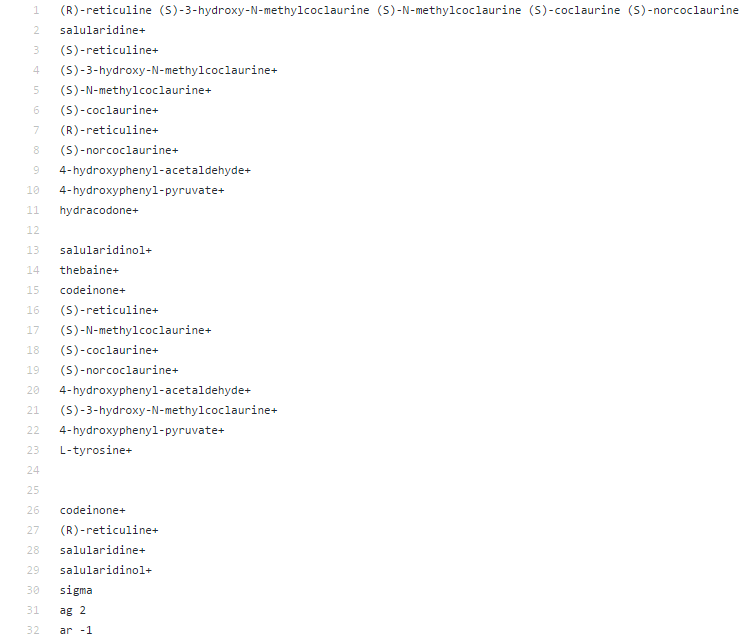 1 (R)-reticuline (S)-3-hydroxy-N-methylcoclaurine (S)-N-methylcoclaurine (S)-coclaurine (S)-norcoclaurine
2 salularidine+
3 (S)-reticuline+
4 (S)-3-hydroxy-N-methylcoclaurine+
5 (S)-N-methylcoclaurine+
6 (S)-coclaurine+
7 (R)-reticuline+
8 (S)-norcoclaurine+
9 4-hydroxyphenyl-acetaldehyde+
10 4-hydroxyphenyl-pyruvate+
11 hydracodone+
12
13 salularidinol+
14 thebaine+
15 codeinone+
16 (S)-reticuline+
17 (S)-N-methylcoclaurine+
18 (S)-coclaurine+
19 (S)-norcoclaurine+
20 4-hydroxyphenyl-acetaldehyde+
21 (S)-3-hydroxy-N-methylcoclaurine+
22 4-hydroxyphenyl-pyruvate+
23 L-tyrosine+
24
25
26 codeinone+
27 (R)-reticuline+
28 salularidine+
29 salularidinol+
30 sigma
31 ag 2
32 ar -1